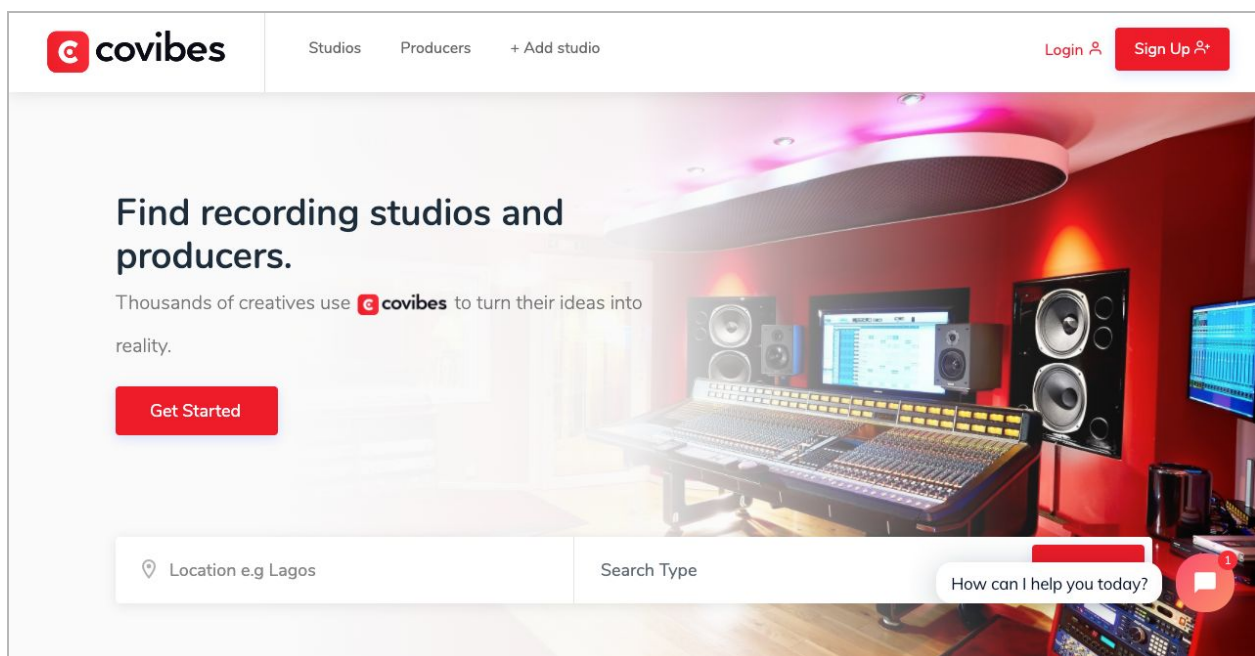 covibes
Studios
Producers
+ Add studio
Login
Sign Up
Find recording studios and
producers.
Thousands of creatives use covibes to turn their ideas into
reality.
Get Started
Location e.g Lagos
Search Type
How can I help you today?
1